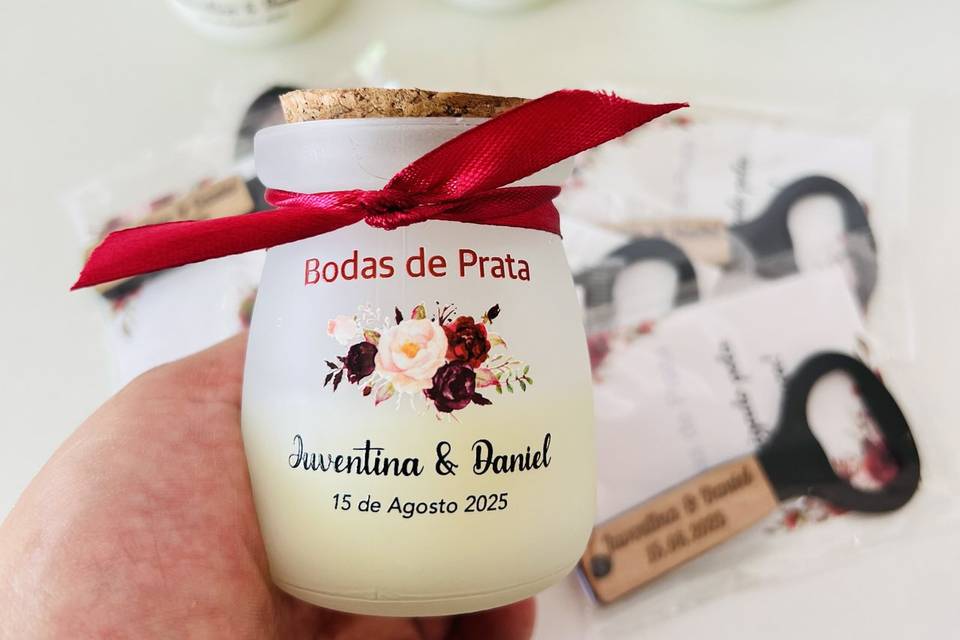 Bodas de Prata
Juventina & Daniel
15 de Agosto 2025
Juventina & Daniel
15.08.2025